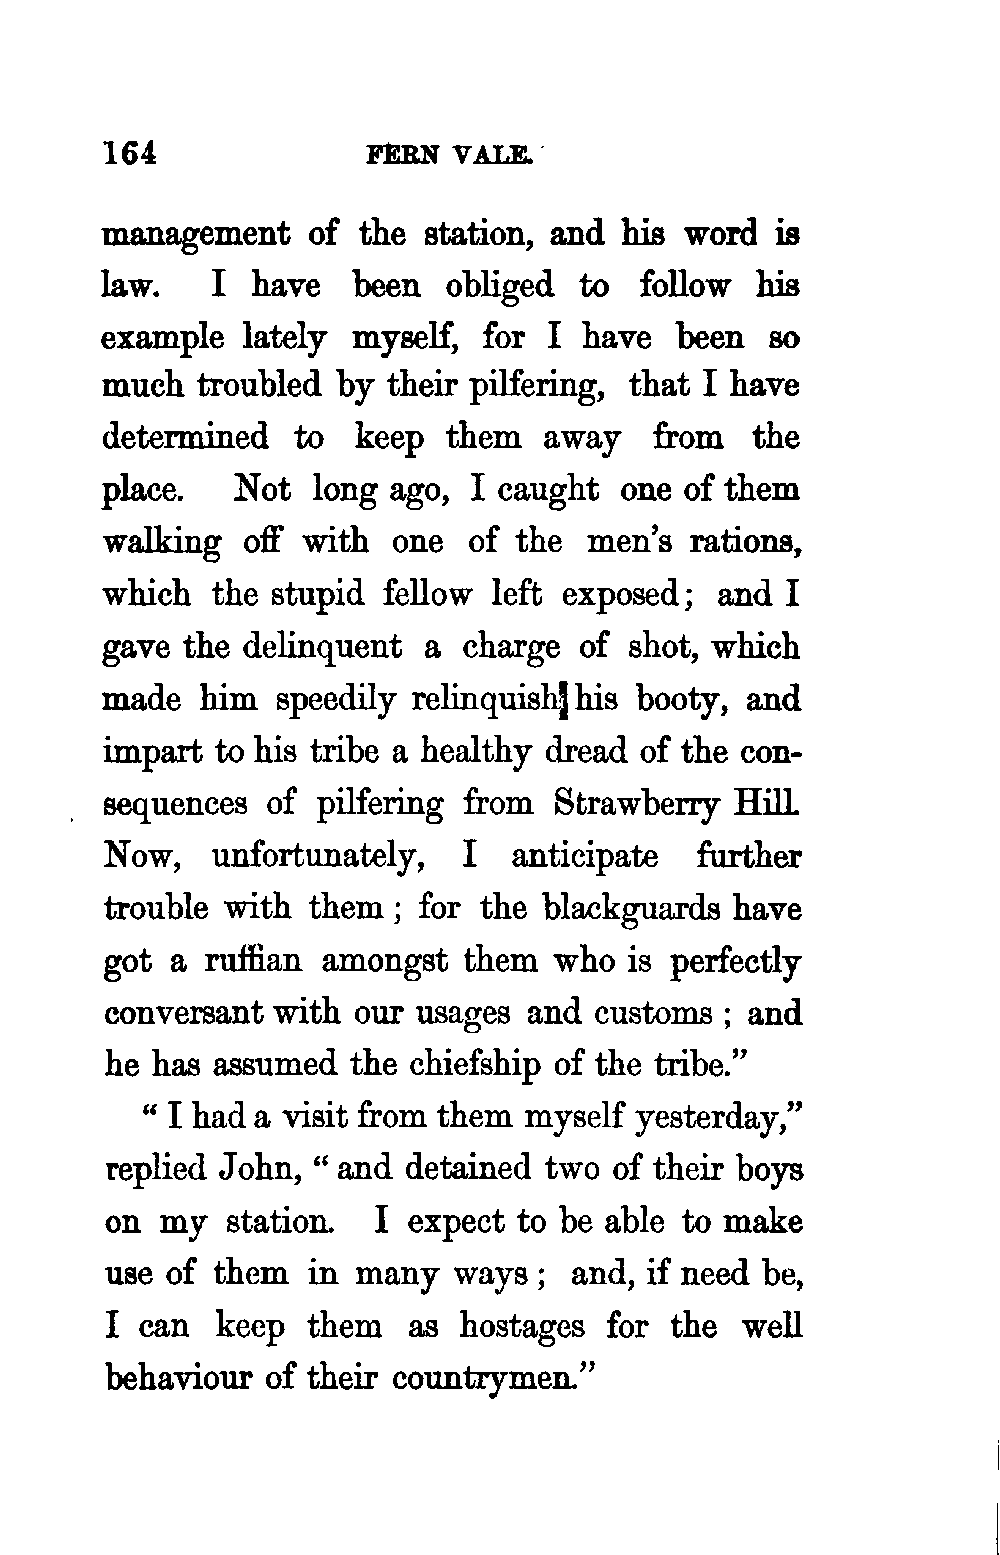 164 FERN VALE.
management of the station, and his word is
law. I have been obliged to follow his
example lately myself, for I have been so
much troubled by their pilfering, that I have
determined to keep them away from the
place. Not long ago, I caught one of them
walking off with one of the men's rations,
which the stupid fellow left exposed; and I
gave the delinquent a charge of shot, which
made him speedily relinquish his booty, and
impart to his tribe a healthy dread of the con-
sequences of pilfering from Strawberry Hill.
Now, unfortunately, I anticipate further
trouble with them ; for the blackguards have
got a ruffian amongst them who is perfectly
conversant with our usages and customs ; and
he has assumed the chiefship of the tribe."
" I had a visit from them myself yesterday,"
replied John, " and detained two of their boys
on my station. I expect to be able to make
use of them in many ways ; and, if need be,
I can keep them as hostages for the well
behaviour of their countrymen."